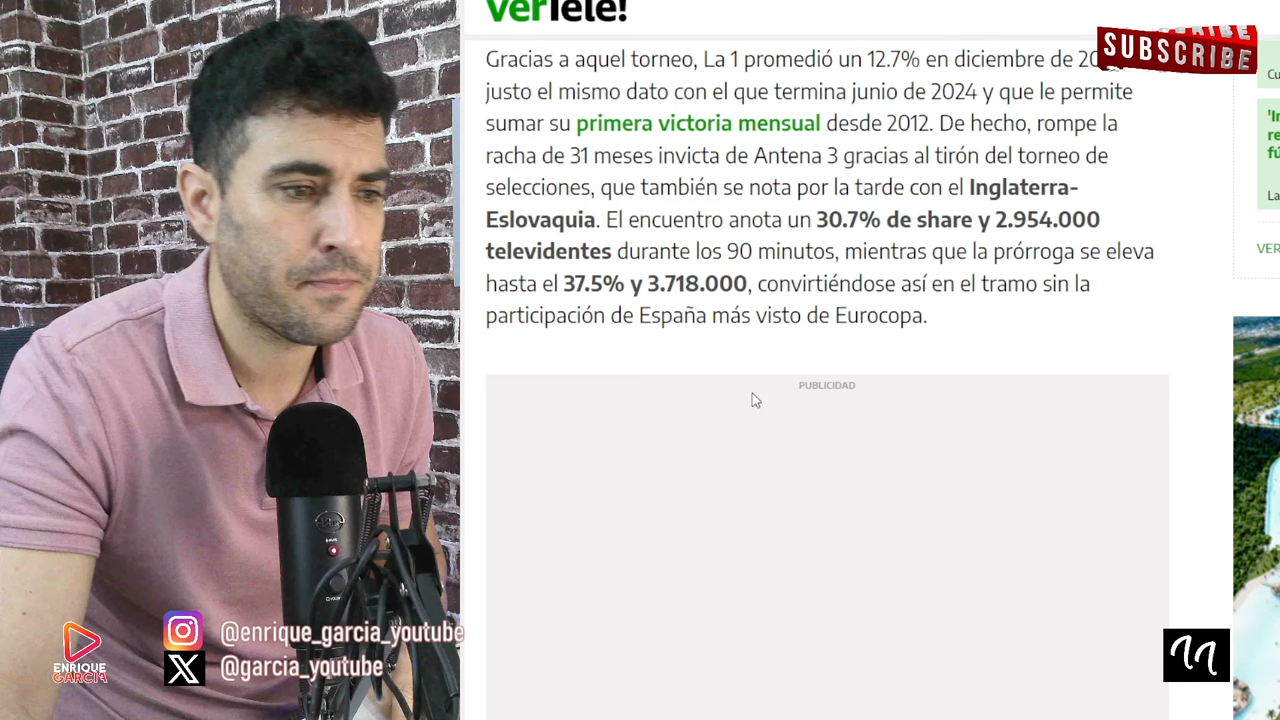 verTele!
SUBSCRIBE
Gracias a aquel torneo, La 1 promedió un 12.7% en diciembre de
justo el mismo dato con el que termina junio de 2024 y que le permite
sumar su primera victoria mensual desde 2012. De hecho, rompe la
racha de 31 meses invicta de Antena 3 gracias al tirón del torneo de
selecciones, que también se nota por la tarde con el Inglaterra-
Eslovaquia. El encuentro anota un 30.7% de share y 2.954.000
televidentes durante los 90 minutos, mientras que la prórroga se eleva
hasta el 37.5% y 3.718.000, convirtiéndose así en el tramo sin la
participación de España más visto de Eurocopa.
PUBLICIDAD
VER
@enrique_garcia_youtube
@garcia_youtube
ENRIQUE
GARCIA